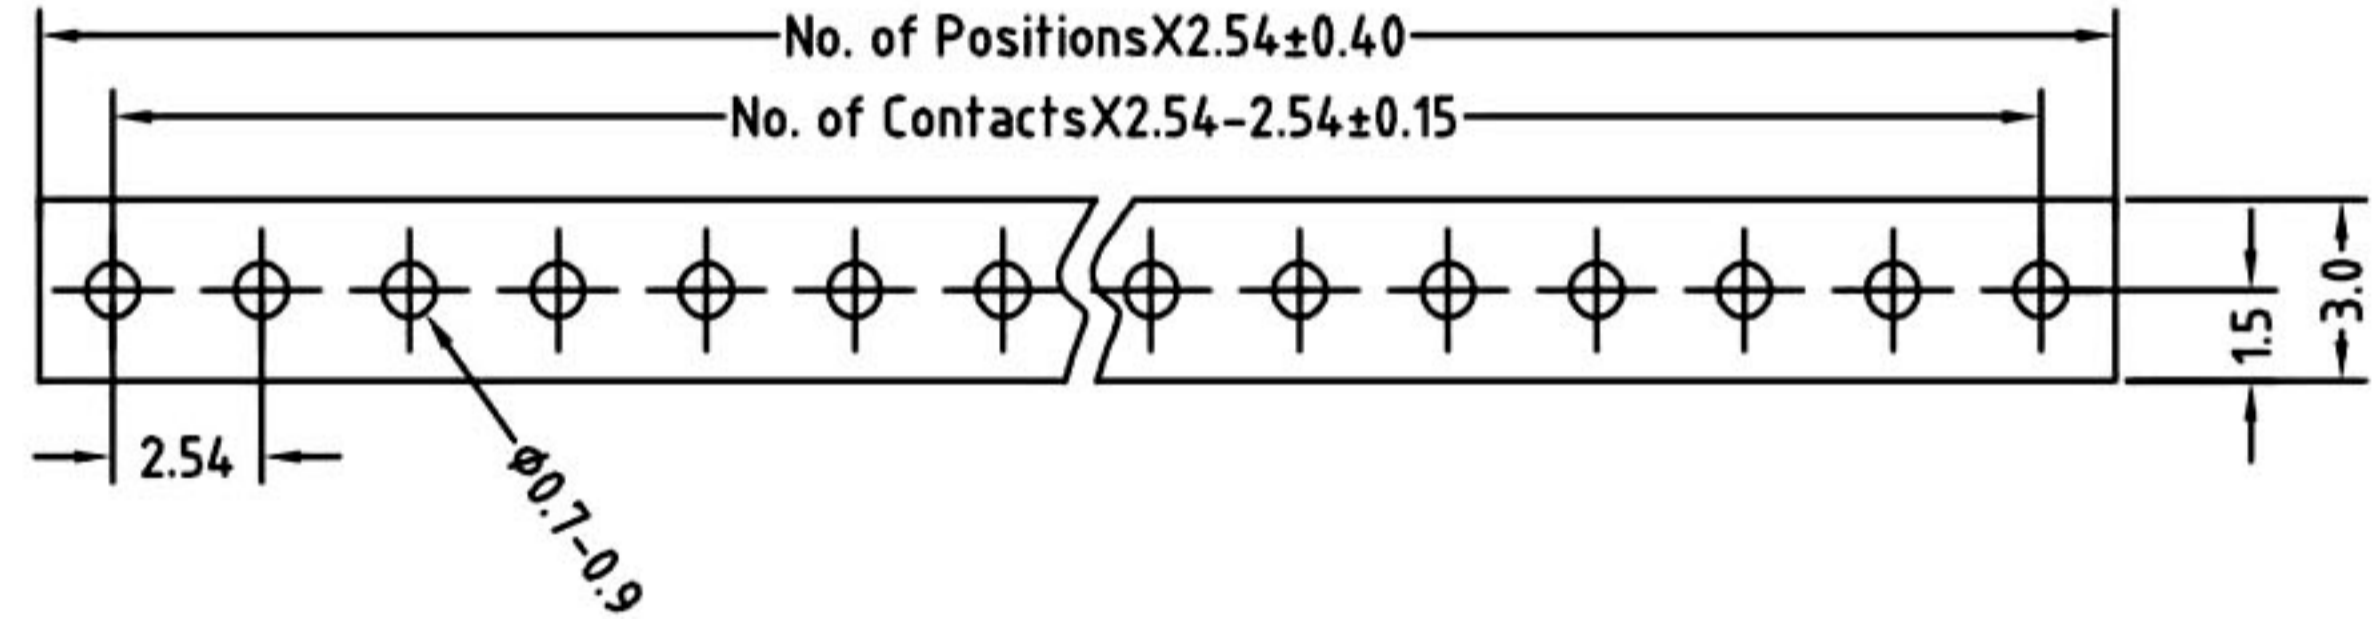 No. of PositionsX2.54±0.40
No. of ContactsX2.54-2.54±0.15
1.5
3.0
2.54
ø0.7-0.9